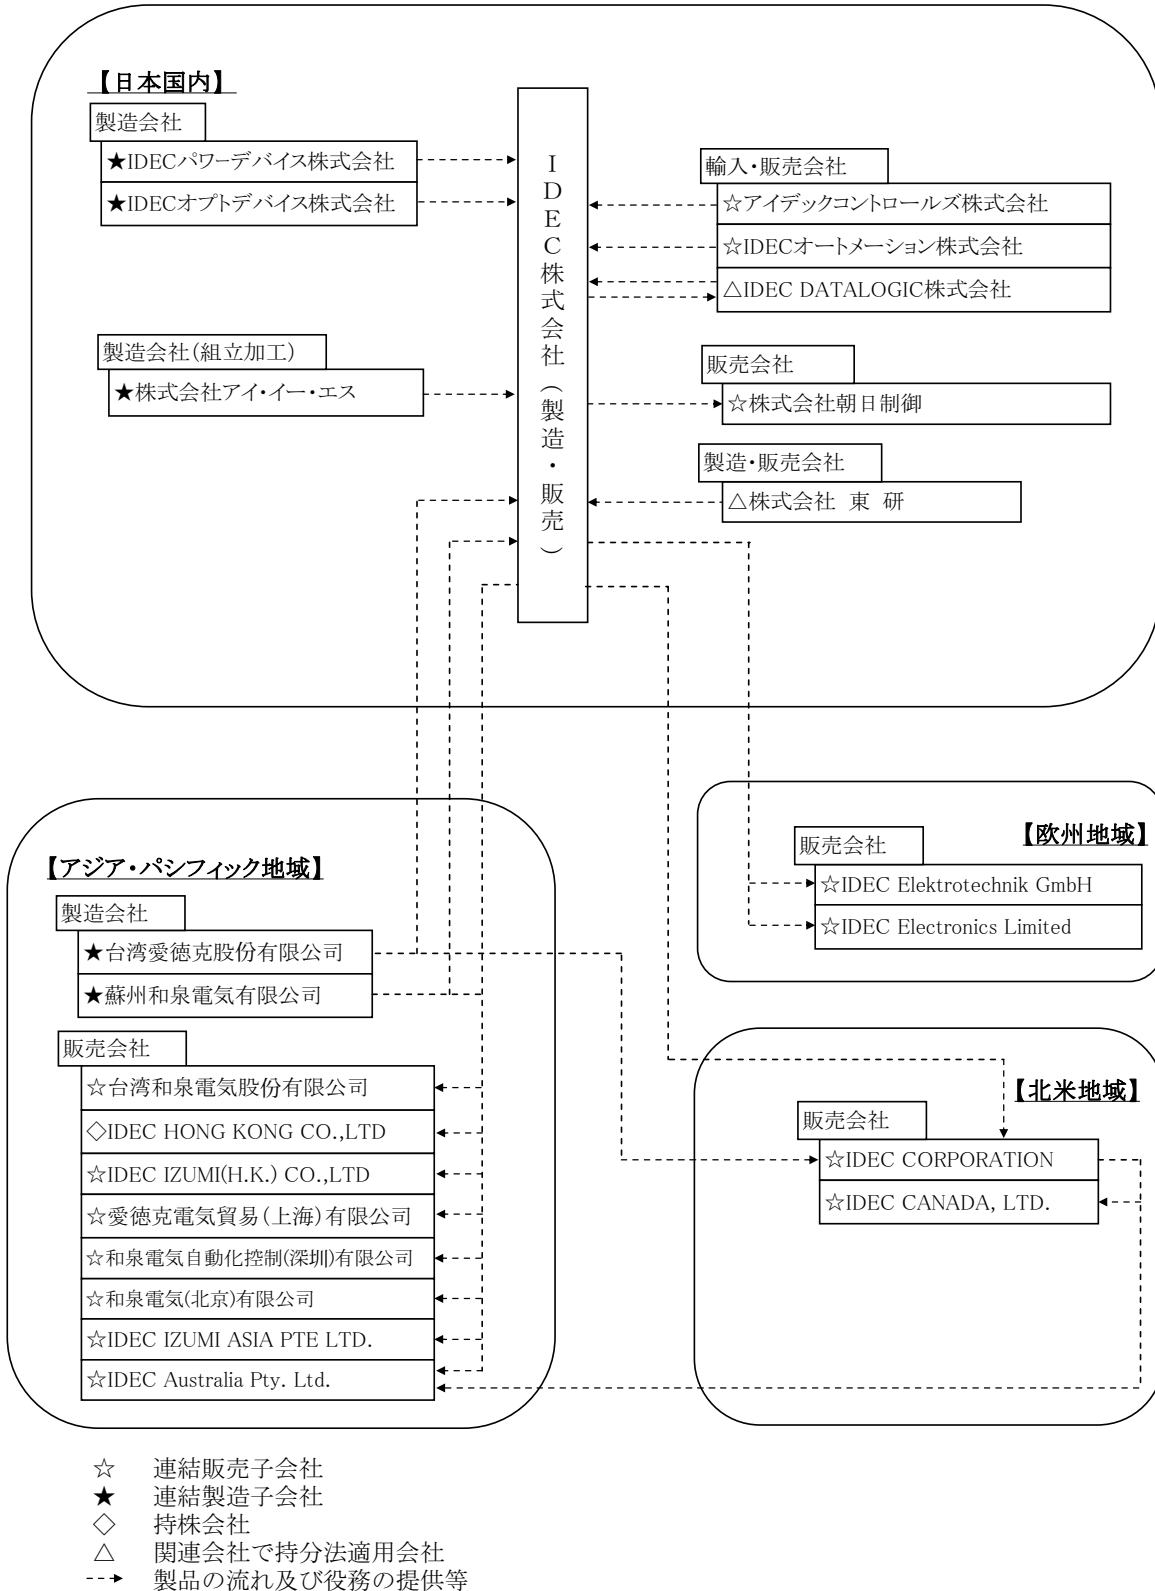 【日本国内】
製造会社
★IDECパワーデバイス株式会社
★IDECオプトデバイス株式会社
製造会社(組立加工)
★株式会社アイ・イー・エス
IDEC株式会社(製造・販売)
輸入・販売会社
☆アイデックコントロールズ株式会社
☆IDECオートメーション株式会社
△IDEC DATALOGIC株式会社
販売会社
☆株式会社朝日制御
製造・販売会社
△株式会社 東 研
【アジア・パシフィック地域】
製造会社
★台湾愛徳克股份有限公司
★蘇州和泉電気有限公司
販売会社
☆台湾和泉電気股份有限公司
◇IDEC HONG KONG CO.,LTD
☆IDEC IZUMI(H.K.) CO.,LTD
☆愛徳克電気貿易(上海)有限公司
☆和泉電気自動化控制(深圳)有限公司
☆和泉電気(北京)有限公司
☆IDEC IZUMI ASIA PTE LTD.
☆IDEC Australia Pty. Ltd.
【欧州地域】
販売会社
☆IDEC Elektrotechnik GmbH
☆IDEC Electronics Limited
【北米地域】
販売会社
☆IDEC CORPORATION
☆IDEC CANADA, LTD.
☆ 連結販売子会社
★ 連結製造子会社
◇ 持株会社
△ 関連会社で持分法適用会社
製品の流れ及び役務の提供等